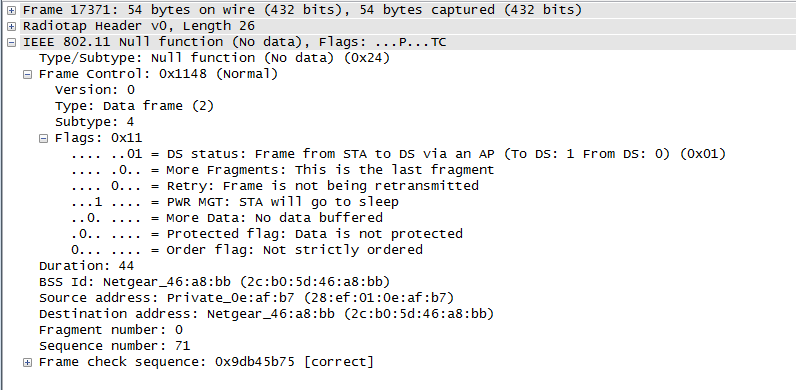 Frame 17371: 54 bytes on wire (432 bits), 54 bytes captured (432 bits)
Radiotap Header v0, Length 26
IEEE 802.11 Null function (No data), Flags: ...P...TC
Type/Subtype: Null function (No data) (0x24)
Frame Control: 0x1148 (Normal)
Version: 0
Type: Data frame (2)
Subtype: 4
Flags: 0x11
.... ..01 = DS status: Frame from STA to DS via an AP (To DS: 1 From DS: 0) (0x01)
.... .0.. = More Fragments: This is the last fragment
.... 0... = Retry: Frame is not being retransmitted
...1 .... = PWR MGT: STA will go to sleep
..0. .... = More Data: No data buffered
.0.. .... = Protected flag: Data is not protected
0... .... = Order flag: Not strictly ordered
Duration: 44
BSS Id: Netgear_46:a8:bb (2c:b0:5d:46:a8:bb)
Source address: Private_0e:af:b7 (28:ef:01:0e:af:b7)
Destination address: Netgear_46:a8:bb (2c:b0:5d:46:a8:bb)
Fragment number: 0
Sequence number: 71
Frame check sequence: 0x9db45b75 [correct]